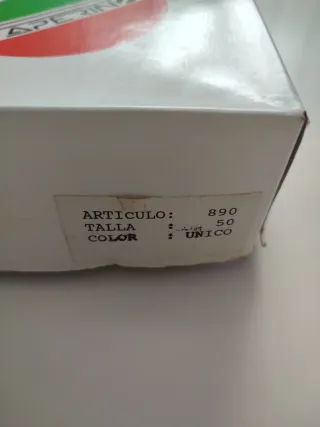 ARTICULO: 890
TALLA : 50
COLOR : UNICO